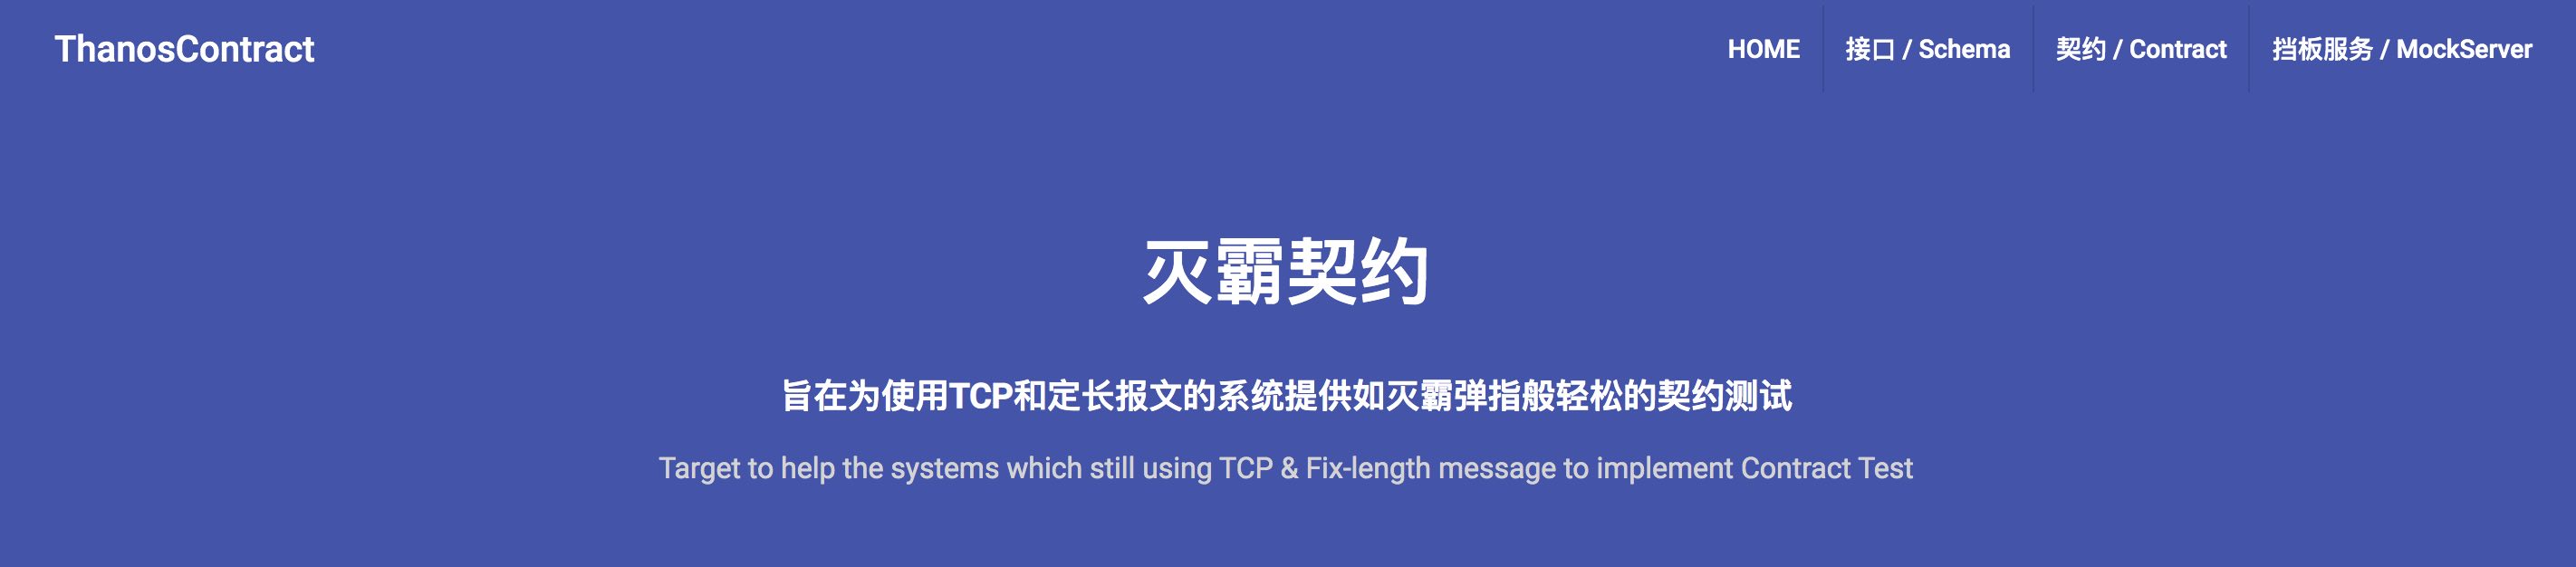 ThanosContract
HOME 接口 / Schema 契约 / Contract 挡板服务 / MockServer
灭霸契约
旨在为使用TCP和定长报文的系统提供如灭霸弹指般轻松的契约测试
Target to help the systems which still using TCP & Fix-length message to implement Contract Test